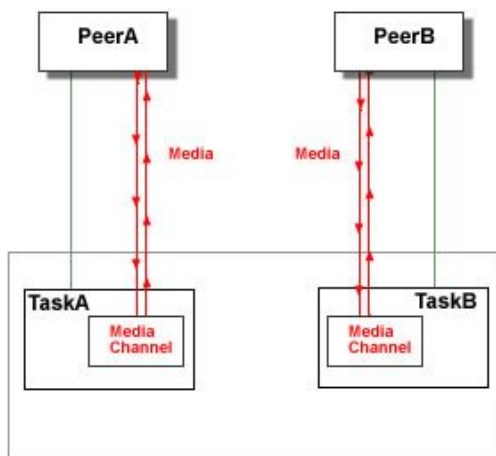 PeerA
PeerB
Media
Media
TaskA
TaskB
Media
Channel
Media
Channel